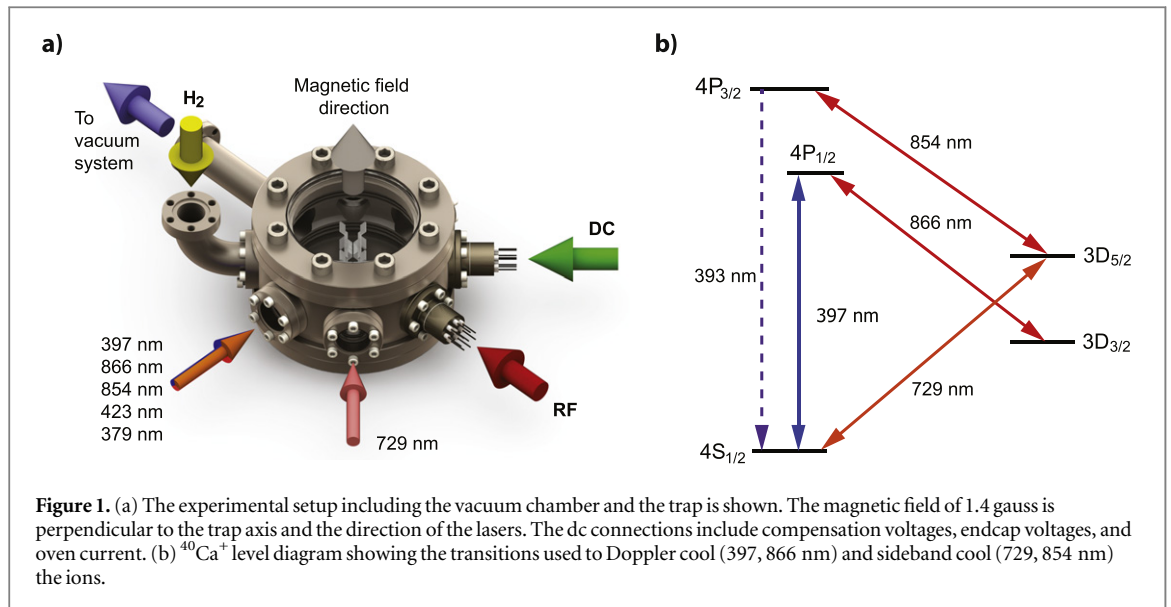 a)
H2
To
vacuum
system
Magnetic field
direction
DC
397 nm
866 nm
854 nm
423 nm
379 nm
729 nm
RF
b)
4P3/2
4P1/2
854 nm
866 nm
3D5/2
393 nm
397 nm
3D3/2
729 nm
4S1/2
Figure 1. (a) The experimental setup including the vacuum chamber and the trap is shown. The magnetic field of 1.4 gauss is
perpendicular to the trap axis and the direction of the lasers. The dc connections include compensation voltages, endcap voltages, and
oven current. (b) 40Ca+ level diagram showing the transitions used to Doppler cool (397, 866 nm) and sideband cool (729, 854 nm)
the ions.